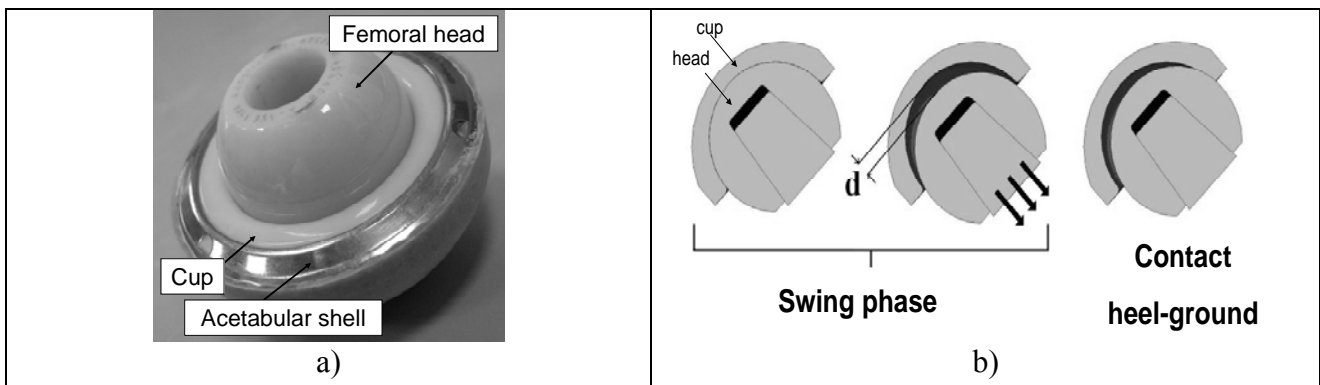 Femoral head
Cup
Acetabular shell
a)
cup
head
d
Swing phase
Contact
heel-ground
b)